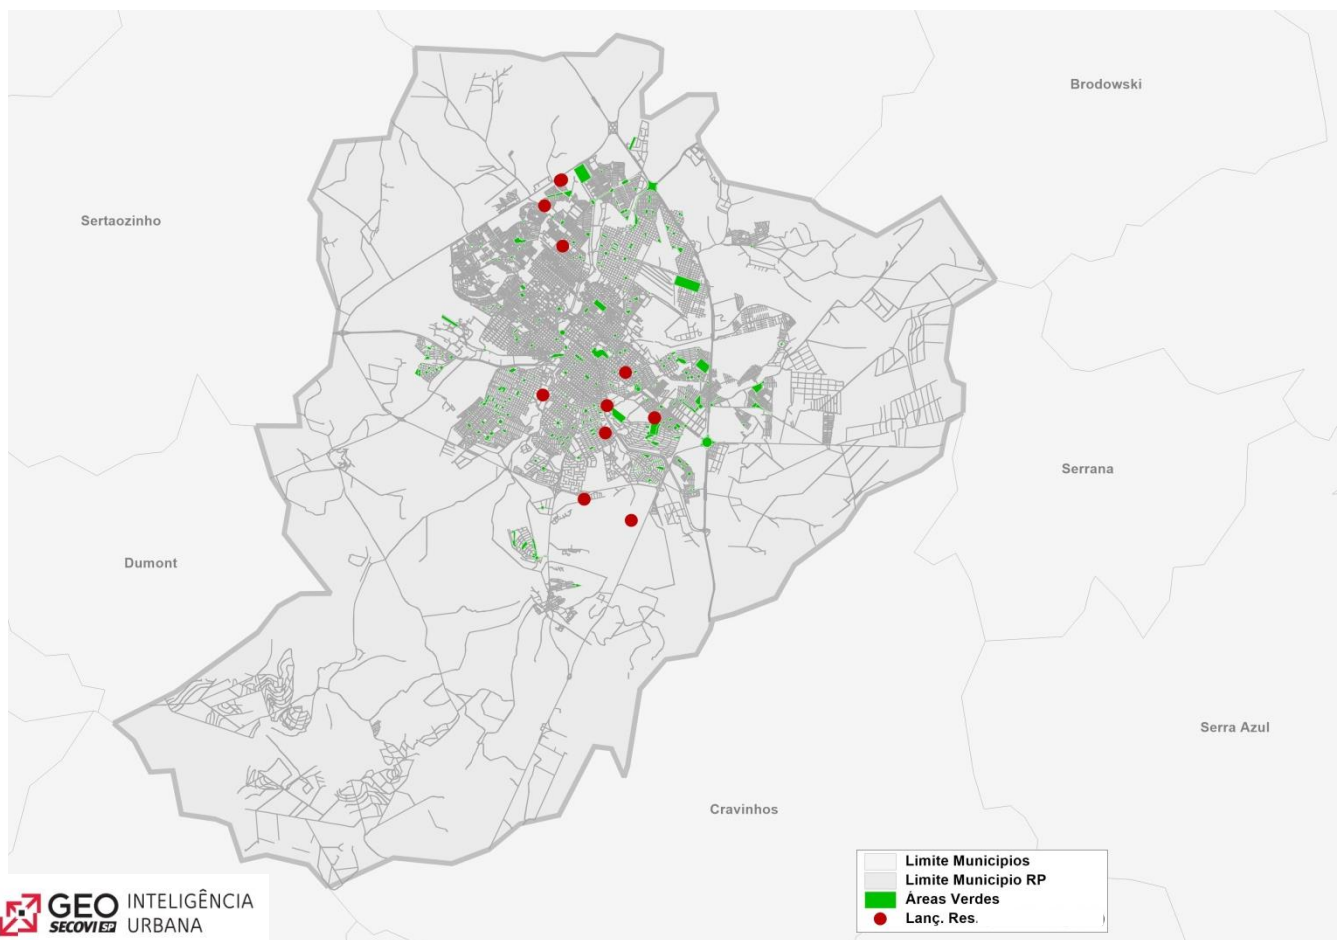 Brodowski
Sertaozinho
Serrana
Dumont
Serra Azul
Cravinhos
Limite Municipios
Limite Municipio RP
Áreas Verdes
Lanç. Res.
GEO INTELIGÊNCIA
SECOVI SP URBANA